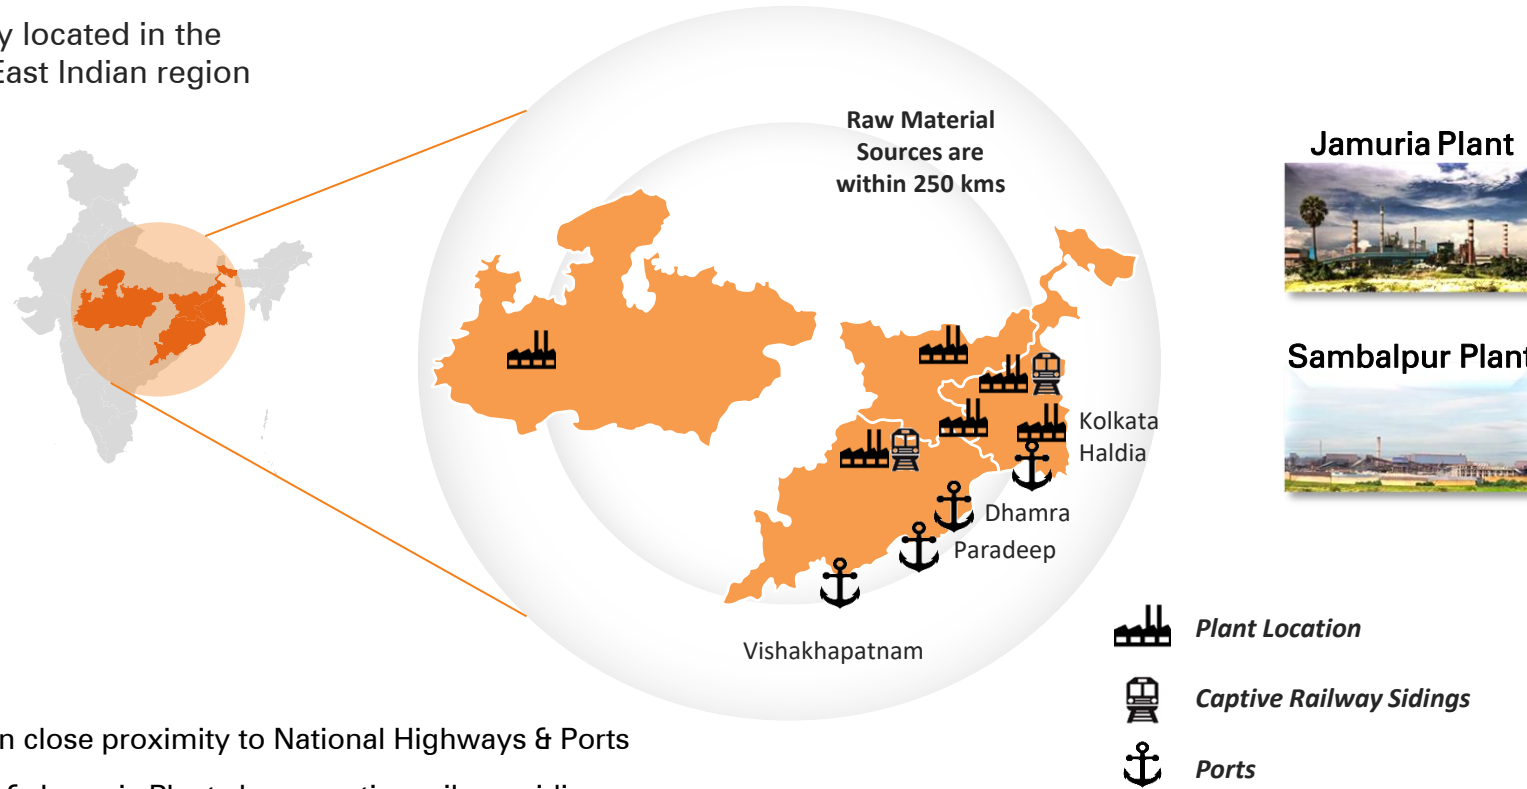 y located in the
East Indian region
Raw Material
Sources are
within 250 kms
Jamuria Plant
Sambalpur Plant
Kolkata
Haldia
Dhamra
Paradeep
Vishakhapatnam
Plant Location
Captive Railway Sidings
Ports
n close proximity to National Highways & Ports